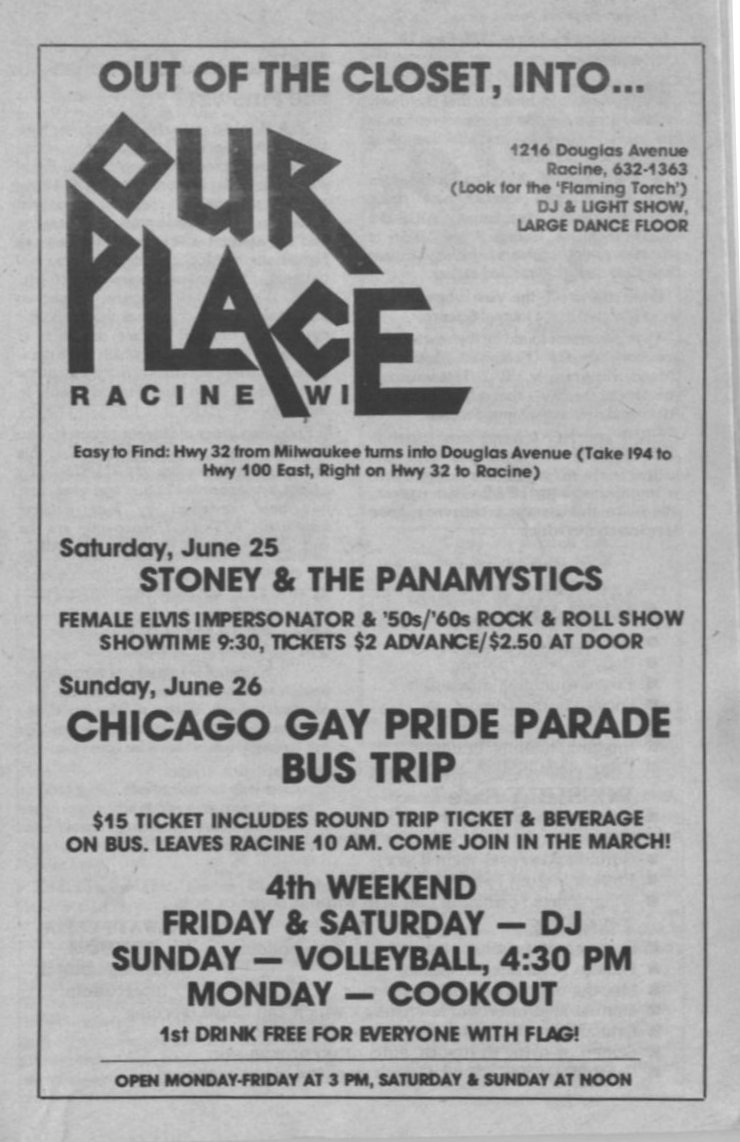 OUT OF THE CLOSET, INTO...
OUR
PLACE
RACINE WI
1216 Douglas Avenue
Racine, 632-1363
(Look for the 'Flaming Torch')
DJ & LIGHT SHOW,
LARGE DANCE FLOOR
Easy to Find: Hwy 32 from Milwaukee turns into Douglas Avenue (Take I94 to
Hwy 100 East, Right on Hwy 32 to Racine)
Saturday, June 25
STONEY & THE PANAMYSTICS
FEMALE ELVIS IMPERSONATOR & '50s/'60s ROCK & ROLL SHOW
SHOWTIME 9:30, TICKETS $2 ADVANCE/$2.50 AT DOOR
Sunday, June 26
CHICAGO GAY PRIDE PARADE
BUS TRIP
$15 TICKET INCLUDES ROUND TRIP TICKET & BEVERAGE
ON BUS. LEAVES RACINE 10 AM. COME JOIN IN THE MARCH!
4th WEEKEND
FRIDAY & SATURDAY — DJ
SUNDAY — VOLLEYBALL, 4:30 PM
MONDAY — COOKOUT
1st DRINK FREE FOR EVERYONE WITH FLAG!
OPEN MONDAY-FRIDAY AT 3 PM, SATURDAY & SUNDAY AT NOON